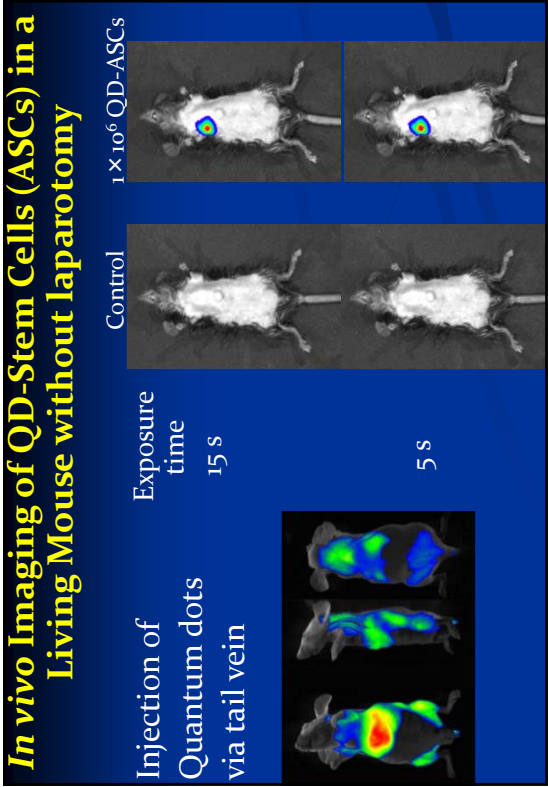 In vivo Imaging of QD-Stem Cells (ASCs) in a
Living Mouse without laparotomy
Injection of
Quantum dots
via tail vein
Exposure
time
Control
1 × 10⁶ QD-ASCs
15 s
5 s